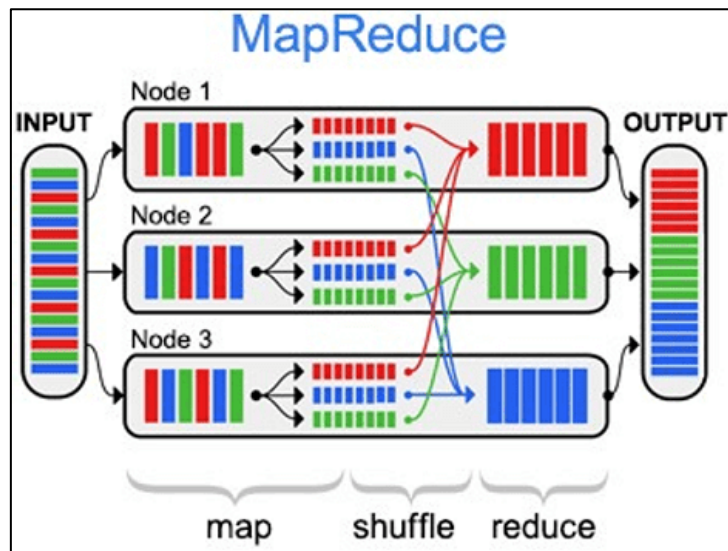 MapReduce
Node 1
INPUT
OUTPUT
Node 2
Node 3
map
shuffle
reduce